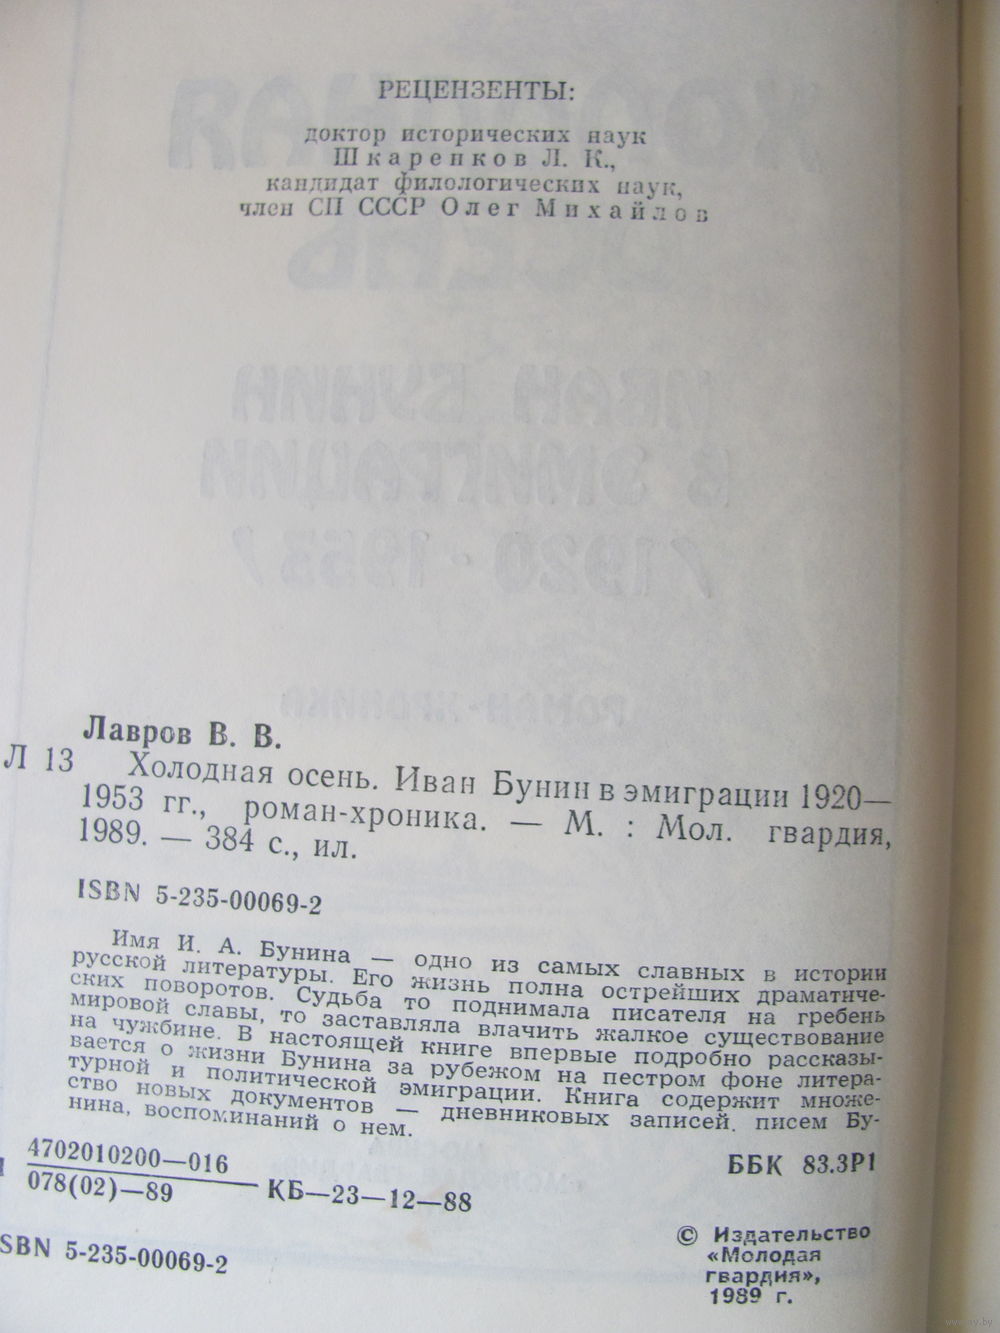 РЕЦЕНЗЕНТЫ:
доктор исторических наук
Шкаренков Л. К.,
кандидат филологических наук,
член СП СССР Олег Михайлов
Лавров В. В.
Л 13 Холодная осень. Иван Бунин в эмиграции 1920—
1953 гг., роман-хроника. — М. : Мол. гвардия,
1989. — 384 с., ил.
ISBN 5-235-00069-2
Имя И. А. Бунина — одно из самых славных в истории
русской литературы. Его жизнь полна острейших драматиче-
ских поворотов. Судьба то поднимала писателя на гребень
мировой славы, то заставляла влачить жалкое существование
на чужбине. В настоящей книге впервые подробно рассказы-
вается о жизни Бунина за рубежом на пестром фоне литера-
турной и политической эмиграции. Книга содержит множе-
ство новых документов — дневниковых записей, писем Бу-
нина, воспоминаний о нем.
4702010200—016
078(02)—89 КБ—23—12—88
ББК 83.3Р1
SBN 5-235-00069-2
© Издательство
«Молодая
гвардия»,
1989 г.
www.ay.by